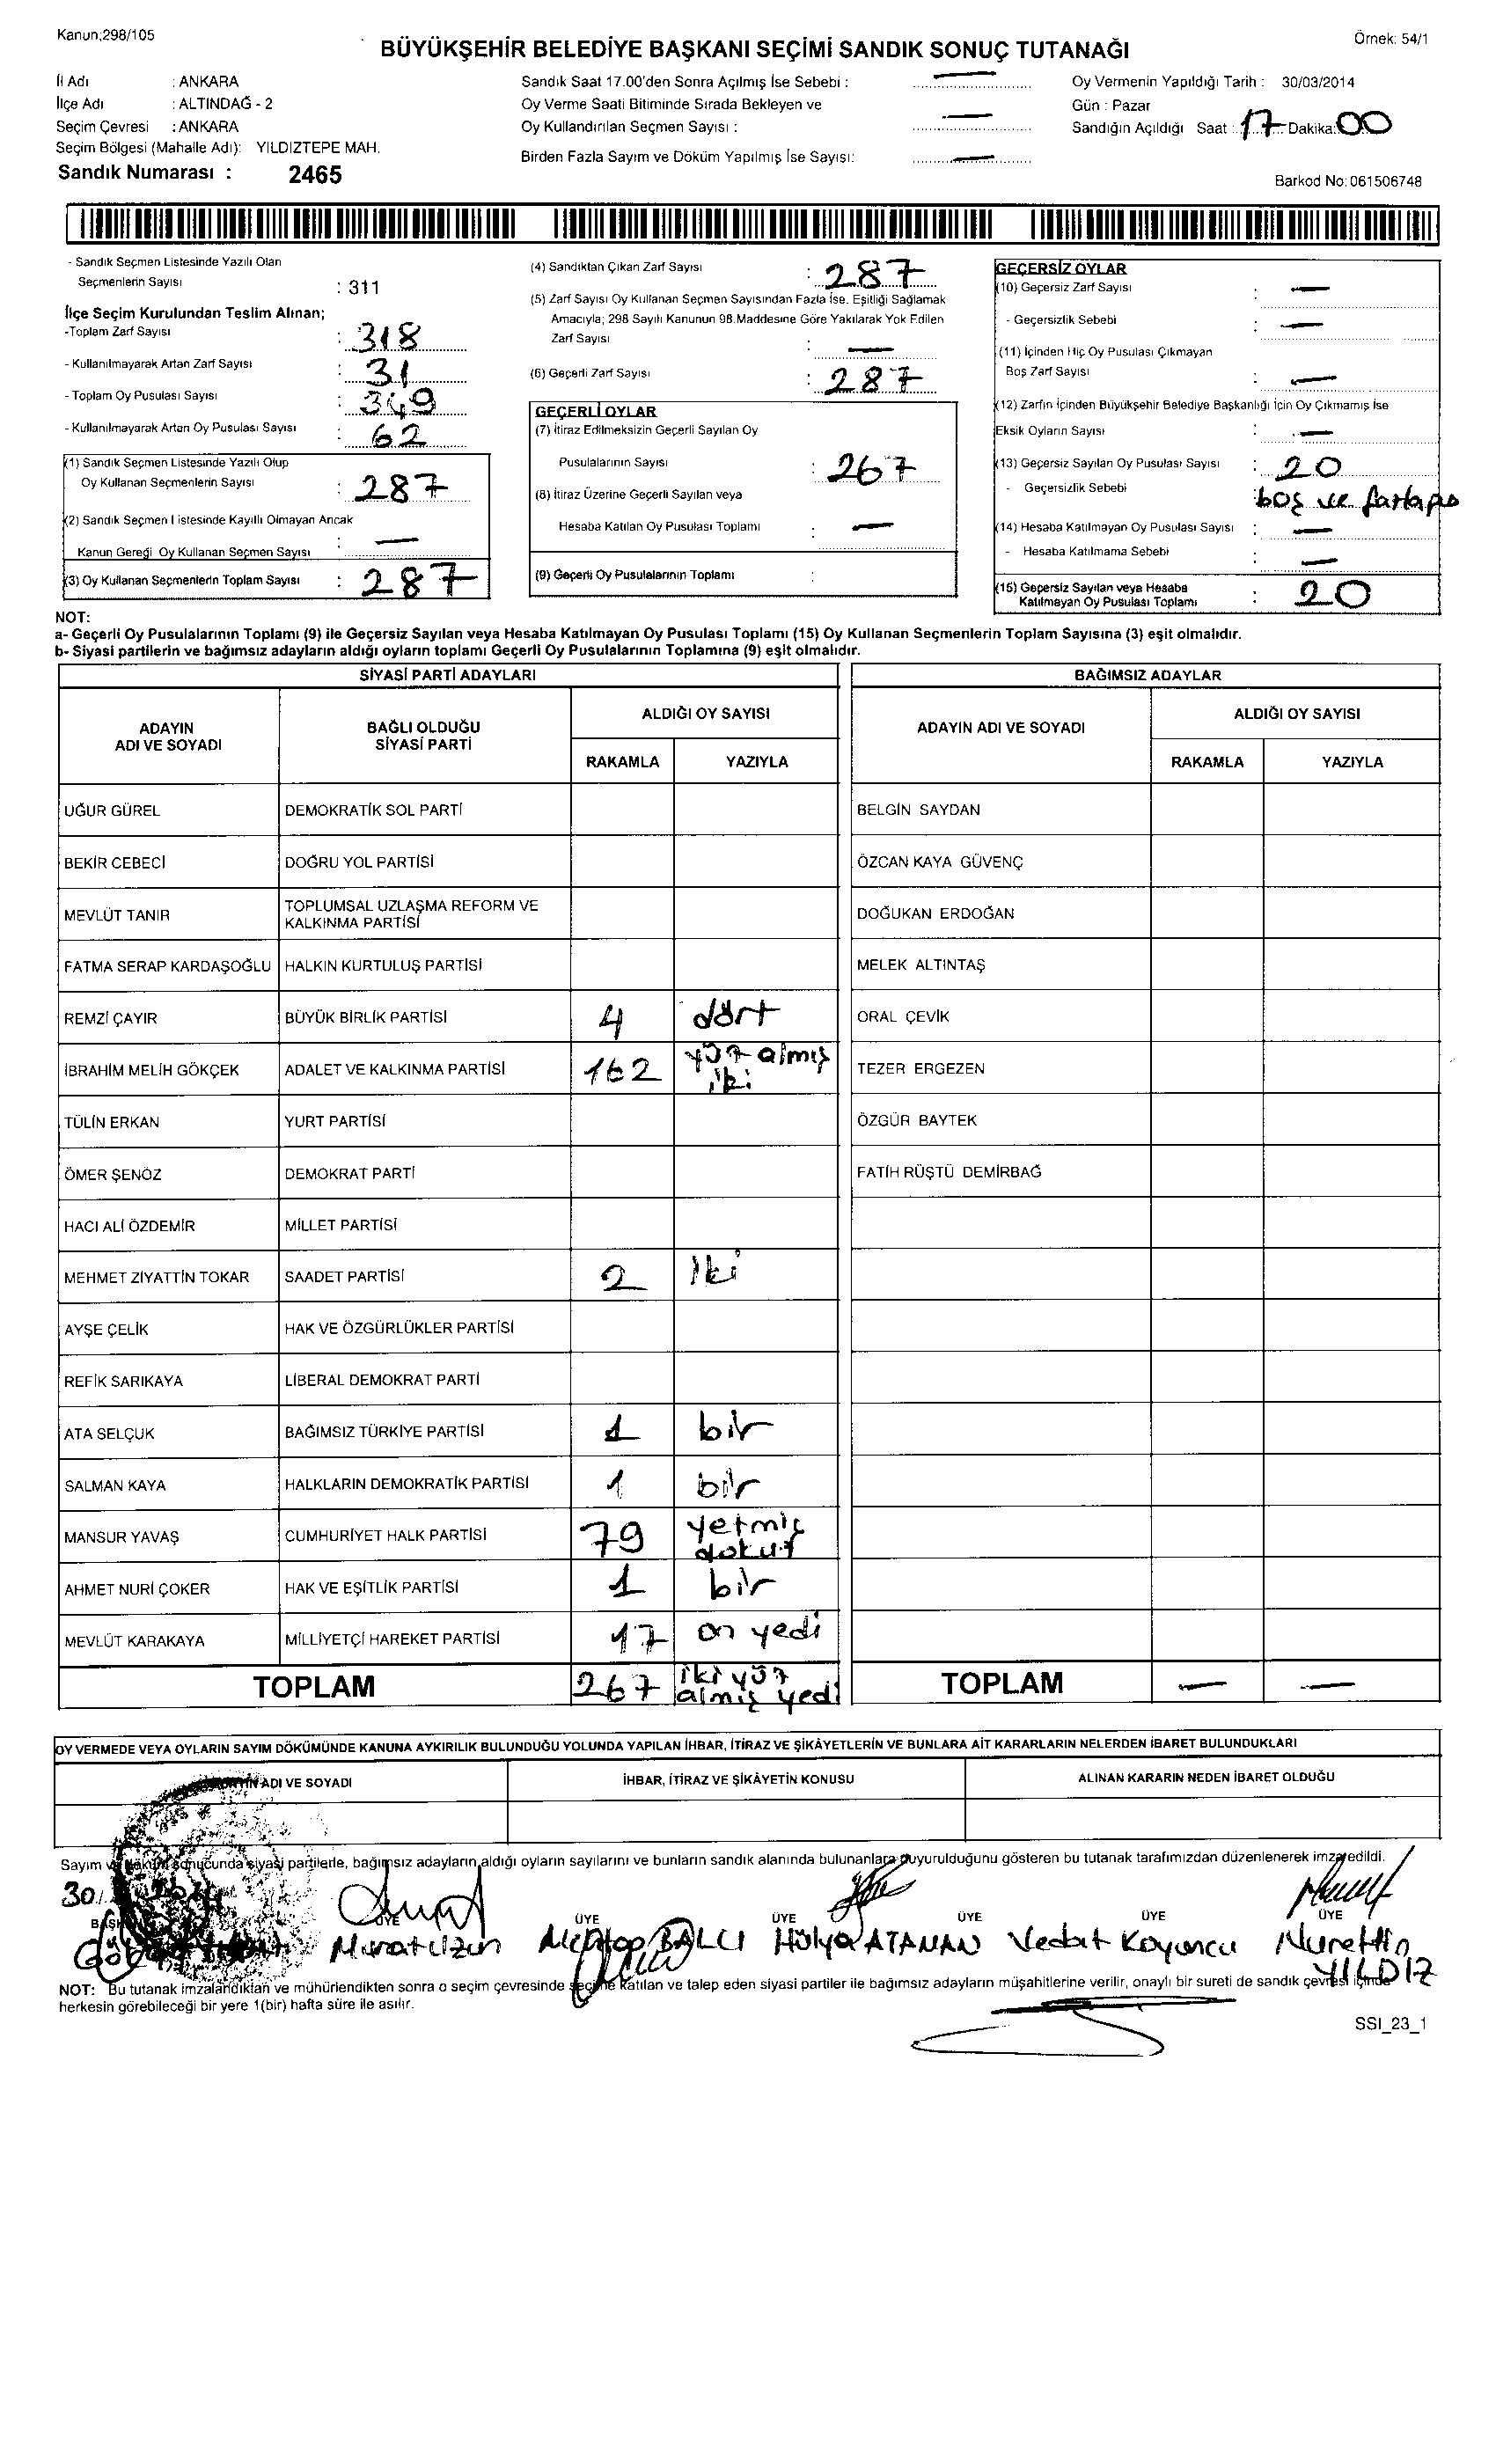 Kanun;298/105
Örnek: 54/1
BÜYÜKŞEHİR BELEDİYE BAŞKANI SEÇİMİ SANDIK SONUÇ TUTANAĞI
İl Adı : ANKARA
İlçe Adı : ALTINDAĞ - 2
Seçim Çevresi : ANKARA
Seçim Bölgesi (Mahalle Adı): YILDIZTEPE MAH.
Sandık Numarası : 2465
Sandık Saat 17.00'den Sonra Açılmış İse Sebebi : —
Oy Verme Saati Bitiminde Sırada Bekleyen ve
Oy Kullandırılan Seçmen Sayısı : —
Birden Fazla Sayım ve Döküm Yapılmış İse Sayısı: —
Oy Vermenin Yapıldığı Tarih : 30/03/2014
Gün : Pazar
Sandığın Açıldığı Saat : 17 Dakika: 00
Barkod No: 061506748
- Sandık Seçmen Listesinde Yazılı Olan
Seçmenlerin Sayısı : 311
İlçe Seçim Kurulundan Teslim Alınan;
-Toplam Zarf Sayısı : 318
- Kullanılmayarak Artan Zarf Sayısı : 31
- Toplam Oy Pusulası Sayısı : 349
- Kullanılmayarak Artan Oy Pusulası Sayısı : 62
(1) Sandık Seçmen Listesinde Yazılı Olup
Oy Kullanan Seçmenlerin Sayısı : 287
(2) Sandık Seçmen Listesinde Kayıtlı Olmayan Ancak
Kanun Gereği Oy Kullanan Seçmen Sayısı : —
(3) Oy Kullanan Seçmenlerin Toplam Sayısı : 287
(4) Sandıktan Çıkan Zarf Sayısı : 287
(5) Zarf Sayısı Oy Kullanan Seçmen Sayısından Fazla İse, Eşitliği Sağlamak
Amacıyla; 298 Sayılı Kanunun 98.Maddesine Göre Yakılarak Yok Edilen
Zarf Sayısı : —
(6) Geçerli Zarf Sayısı : 287
GEÇERLİ OYLAR
(7) İtiraz Edilmeksizin Geçerli Sayılan Oy
Pusulalarının Sayısı : 267
(8) İtiraz Üzerine Geçerli Sayılan veya
Hesaba Katılan Oy Pusulası Toplamı : —
(9) Geçerli Oy Pusulalarının Toplamı :
GEÇERSİZ OYLAR
(10) Geçersiz Zarf Sayısı : —
- Geçersizlik Sebebi : —
(11) İçinden Hiç Oy Pusulası Çıkmayan
Boş Zarf Sayısı : —
(12) Zarfın İçinden Büyükşehir Belediye Başkanlığı İçin Oy Çıkmamış İse
Eksik Oyların Sayısı : —
(13) Geçersiz Sayılan Oy Pusulası Sayısı : 20
- Geçersizlik Sebebi : boş ve
(14) Hesaba Katılmayan Oy Pusulası Sayısı : —
- Hesaba Katılmama Sebebi : —
(15) Geçersiz Sayılan veya Hesaba
Katılmayan Oy Pusulası Toplamı : 20
NOT:
a- Geçerli Oy Pusulalarının Toplamı (9) ile Geçersiz Sayılan veya Hesaba Katılmayan Oy Pusulası Toplamı (15) Oy Kullanan Seçmenlerin Toplam Sayısına (3) eşit olmalıdır.
b- Siyasi partilerin ve bağımsız adayların aldığı oyların toplamı Geçerli Oy Pusulalarının Toplamına (9) eşit olmalıdır.
SİYASİ PARTİ ADAYLARI
ADAYIN ADI VE SOYADI BAĞLI OLDUĞU SİYASİ PARTİ ALDIĞI OY SAYISI
RAKAMLA YAZIYLA
UĞUR GÜREL DEMOKRATİK SOL PARTİ
BEKİR CEBECİ DOĞRU YOL PARTİSİ
MEVLÜT TANIR TOPLUMSAL UZLAŞMA REFORM VE KALKINMA PARTİSİ
FATMA SERAP KARDAŞOĞLU HALKIN KURTULUŞ PARTİSİ
REMZİ ÇAYIR BÜYÜK BİRLİK PARTİSİ 4 dört
İBRAHİM MELİH GÖKÇEK ADALET VE KALKINMA PARTİSİ 162 yüz almış iki
TÜLİN ERKAN YURT PARTİSİ
ÖMER ŞENÖZ DEMOKRAT PARTİ
HACI ALİ ÖZDEMİR MİLLET PARTİSİ
MEHMET ZİYATTİN TOKAR SAADET PARTİSİ 2 iki
AYŞE ÇELİK HAK VE ÖZGÜRLÜKLER PARTİSİ
REFİK SARIKAYA LİBERAL DEMOKRAT PARTİ
ATA SELÇUK BAĞIMSIZ TÜRKİYE PARTİSİ 1 bir
SALMAN KAYA HALKLARIN DEMOKRATİK PARTİSİ 1 bir
MANSUR YAVAŞ CUMHURİYET HALK PARTİSİ 79 yetmiş dokuz
AHMET NURİ ÇOKER HAK VE EŞİTLİK PARTİSİ 1 bir
MEVLÜT KARAKAYA MİLLİYETÇİ HAREKET PARTİSİ 17 on yedi
TOPLAM 267 iki yüz almış yedi
BAĞIMSIZ ADAYLAR
ADAYIN ADI VE SOYADI ALDIĞI OY SAYISI
RAKAMLA YAZIYLA
BELGİN SAYDAN
ÖZCAN KAYA GÜVENÇ
DOĞUKAN ERDOĞAN
MELEK ALTINTAŞ
ORAL ÇEVİK
TEZER ERGEZEN
ÖZGÜR BAYTEK
FATİH RÜŞTÜ DEMİRBAĞ
TOPLAM — —
OY VERMEDE VEYA OYLARIN SAYIM DÖKÜMÜNDE KANUNA AYKIRILIK BULUNDUĞU YOLUNDA YAPILAN İHBAR, İTİRAZ VE ŞİKÂYETLERİN VE BUNLARA AİT KARARLARIN NELERDEN İBARET BULUNDUKLARI
ADI VE SOYADI İHBAR, İTİRAZ VE ŞİKÂYETİN KONUSU ALINAN KARARIN NEDEN İBARET OLDUĞU
Sayım ve sonucunda siyasi partilerle, bağımsız adayların aldığı oyların sayılarını ve bunların sandık alanında bulunanlara duyurulduğunu gösteren bu tutanak tarafımızdan düzenlenerek imza edildi.
30
ÜYE ÜYE ÜYE ÜYE ÜYE ÜYE
Murat Uzun BALCI Hülya ATAMAN Vedat Koyuncu Nurettin YILDIZ
NOT: Bu tutanak imzalandıktan ve mühürlendikten sonra o seçim çevresinde seçime katılan ve talep eden siyasi partiler ile bağımsız adayların müşahitlerine verilir, onaylı bir sureti de sandık çevresi içinde
herkesin görebileceği bir yere 1(bir) hafta süre ile asılır.
SSI_23_1